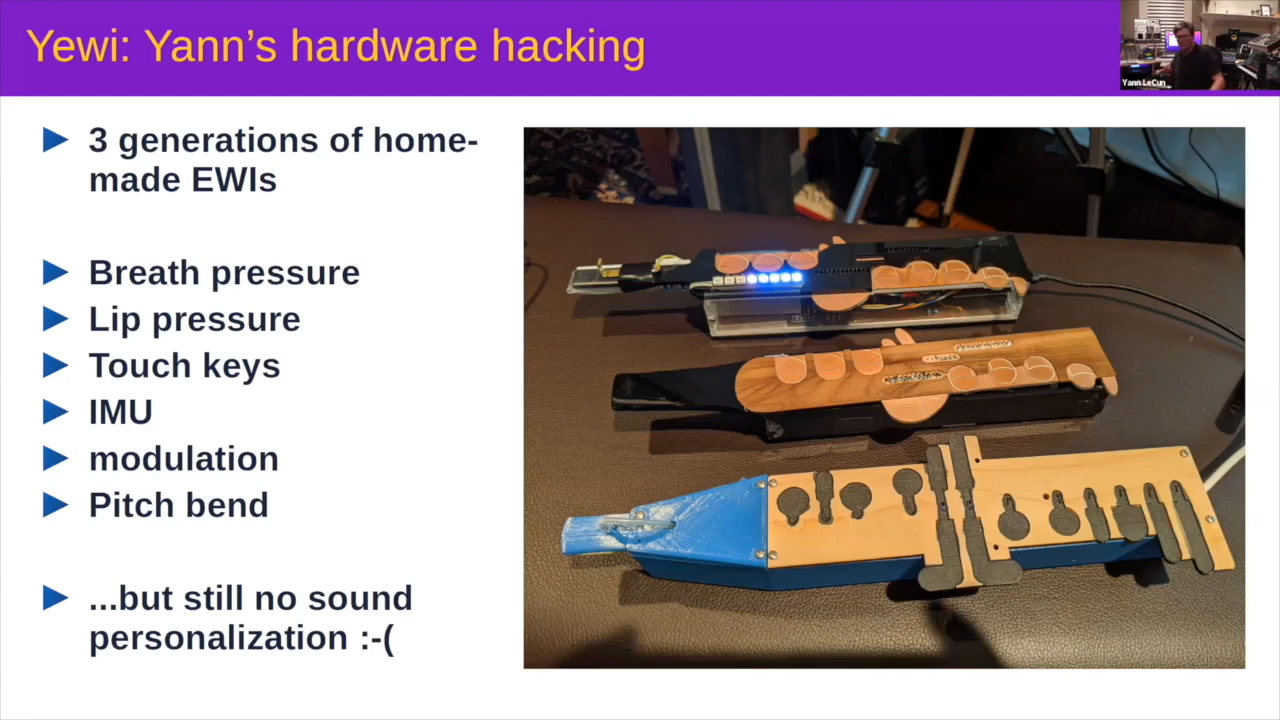 Yewi: Yann’s hardware hacking
Yann LeCun
3 generations of home-
made EWIs
Breath pressure
Lip pressure
Touch keys
IMU
modulation
Pitch bend
...but still no sound
personalization :-(